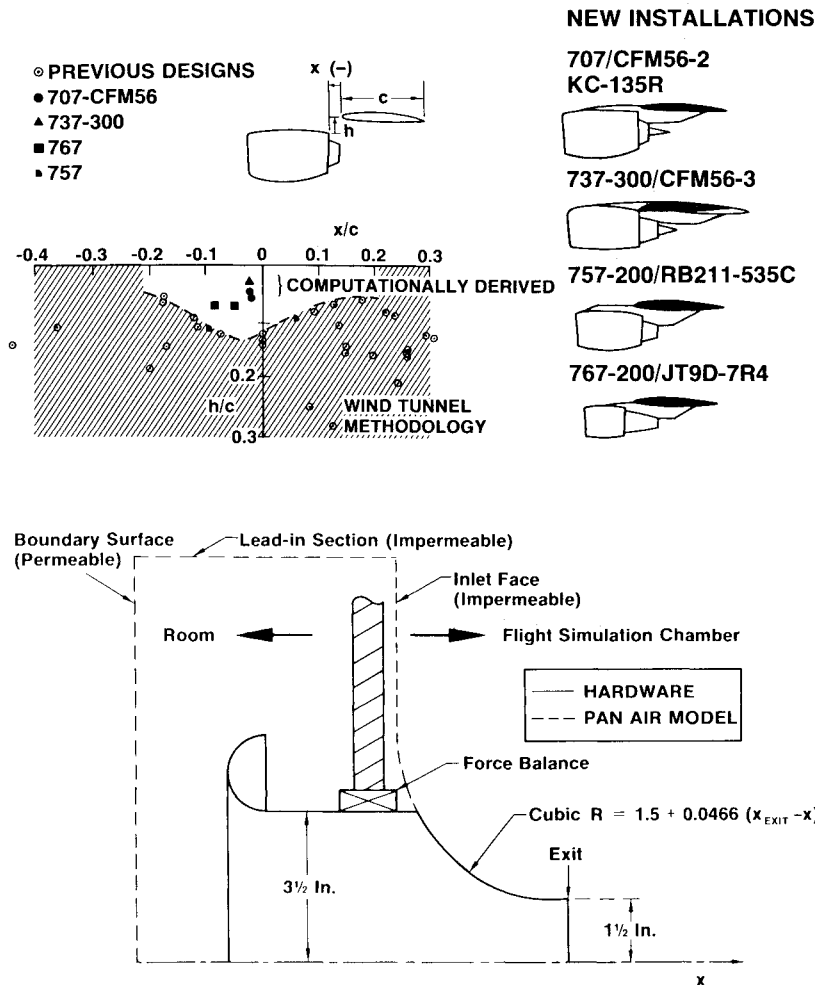 NEW INSTALLATIONS
707/CFM56-2
KC-135R
737-300/CFM56-3
757-200/RB211-535C
767-200/JT9D-7R4
PREVIOUS DESIGNS
707-CFM56
737-300
767
757
x (-)
c
h
x/c
-0.4 -0.3 -0.2 -0.1 0 0.1 0.2 0.3
}COMPUTATIONALLY DERIVED
0.2
h/c
WIND TUNNEL
METHODOLOGY
0.3
Boundary Surface
(Permeable)
Lead-in Section (Impermeable)
Inlet Face
(Impermeable)
Room
Flight Simulation Chamber
HARDWARE
PAN AIR MODEL
Force Balance
Cubic R = 1.5 + 0.0466 (xEXIT -x)
Exit
3½ In.
1½ In.
x